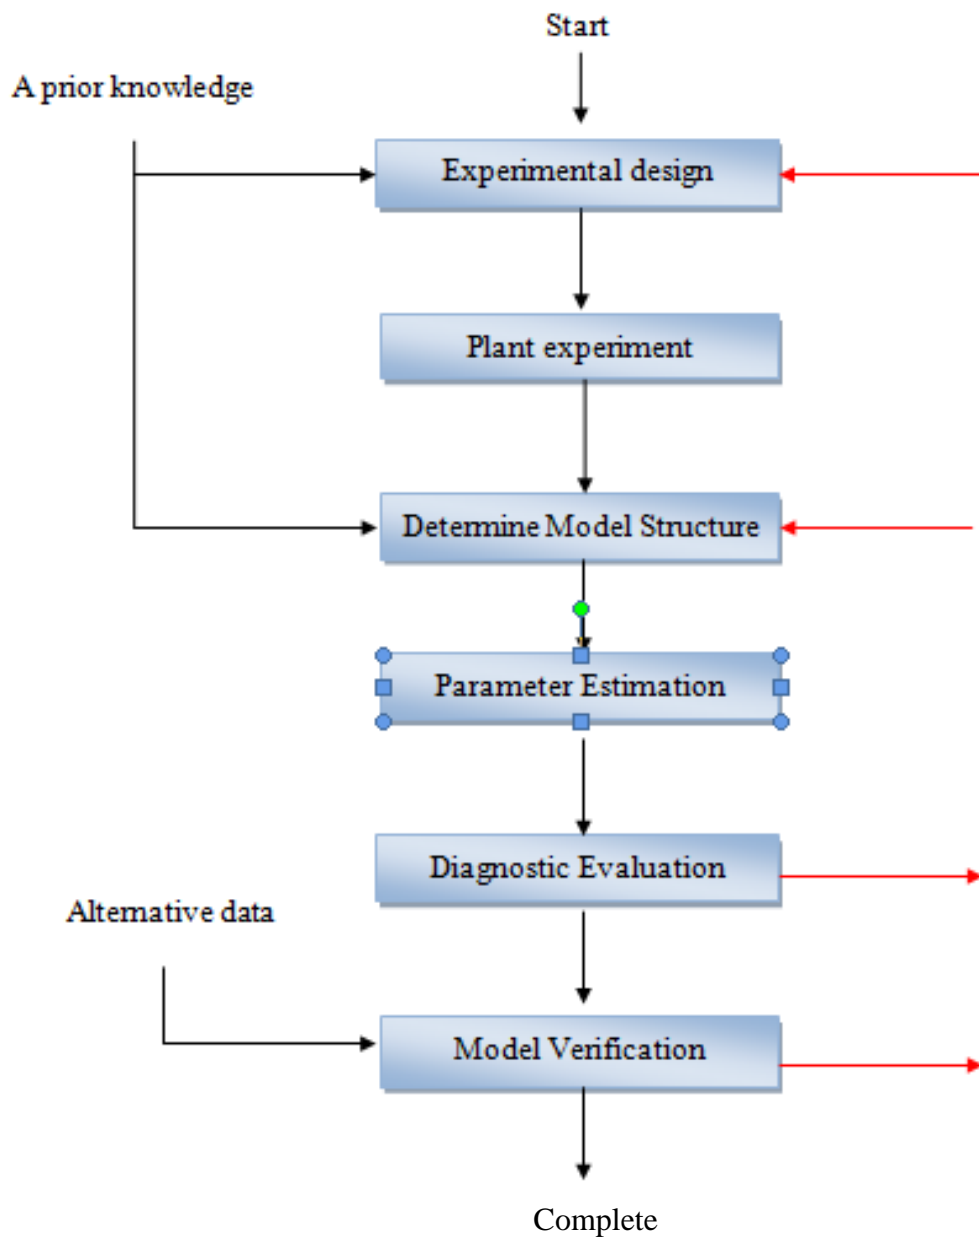 Start
A prior knowledge
Experimental design
Plant experiment
Determine Model Structure
Parameter Estimation
Diagnostic Evaluation
Alternative data
Model Verification
Complete